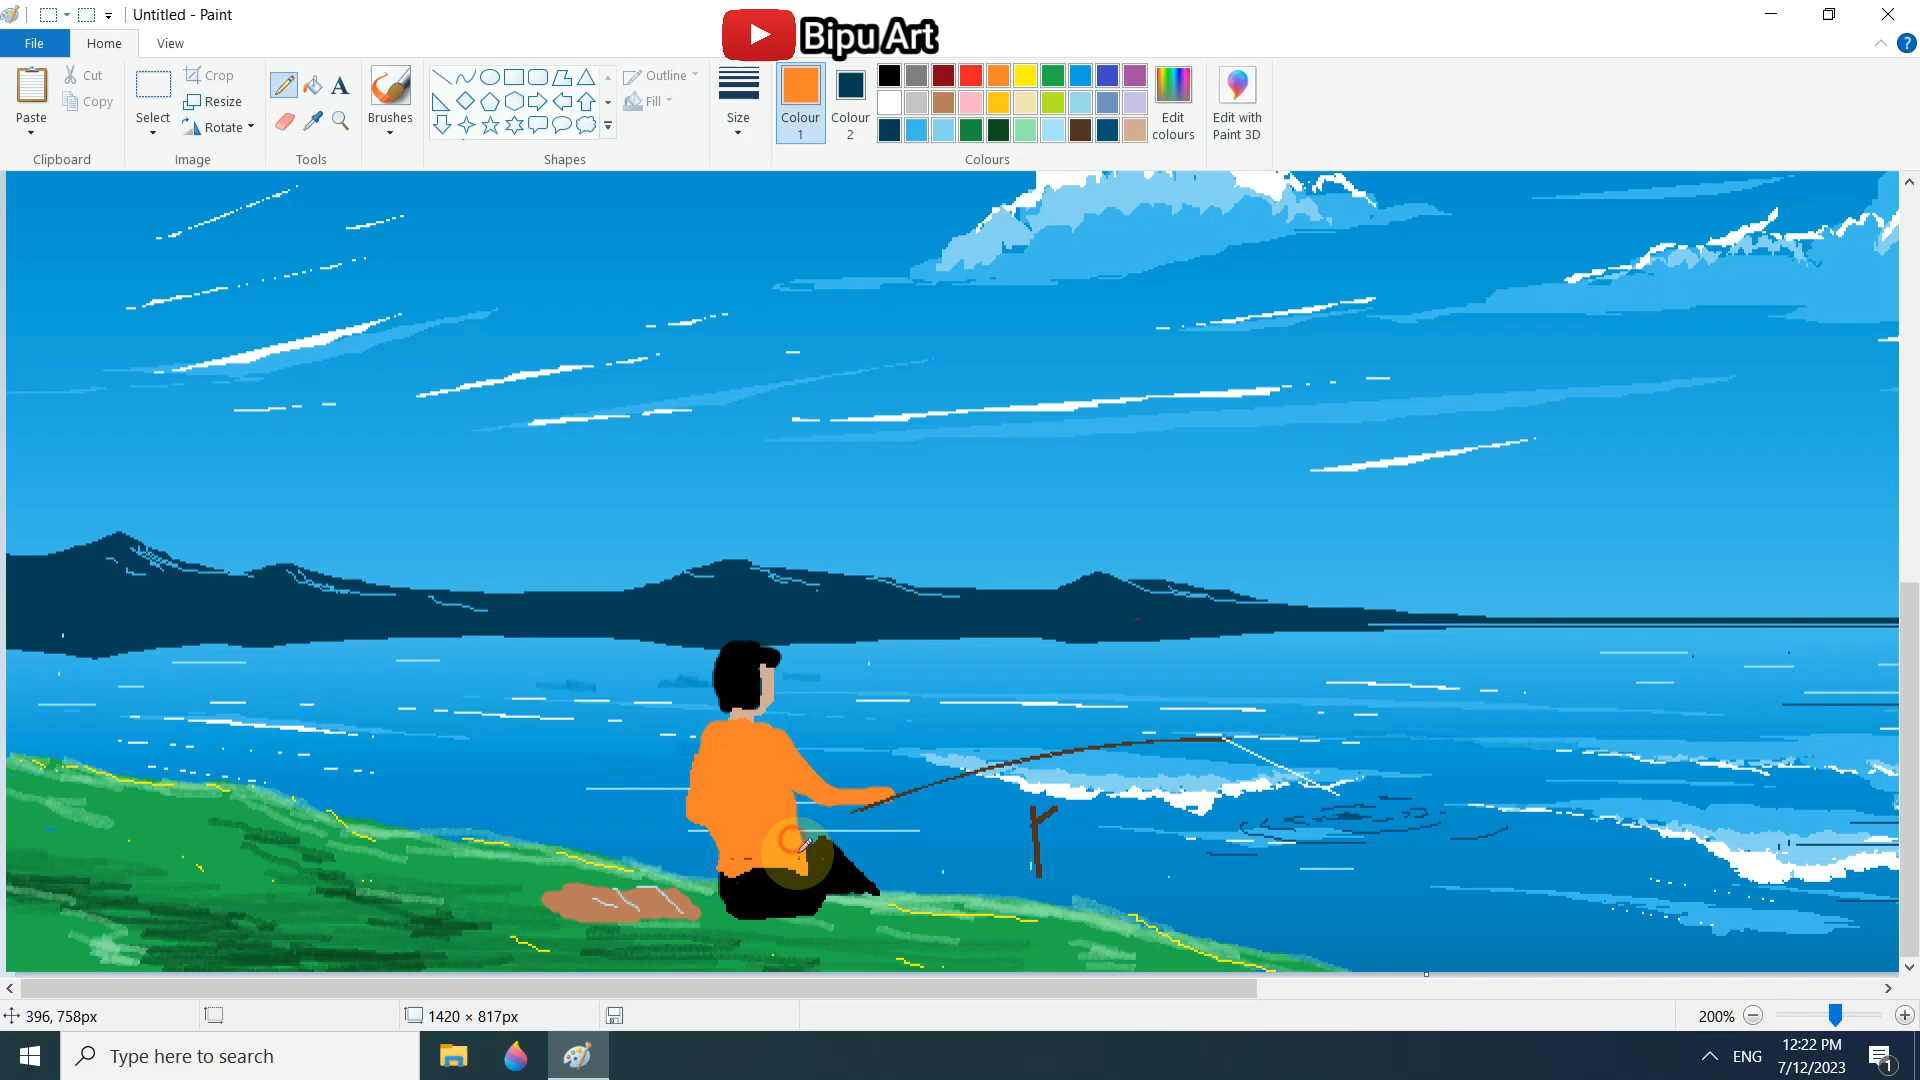 Untitled - Paint
Bipu Art
File
Home
View
?
Paste
Cut
Copy
Clipboard
Select
Crop
Resize
Rotate
Image
A
Tools
Brushes
Outline
Fill
Shapes
Size
Colour
1
Colour
2
Edit
colours
Colours
Edit with
Paint 3D
396, 758px
1420 × 817px
200%
Type here to search
ENG
12:22 PM
7/12/2023
1